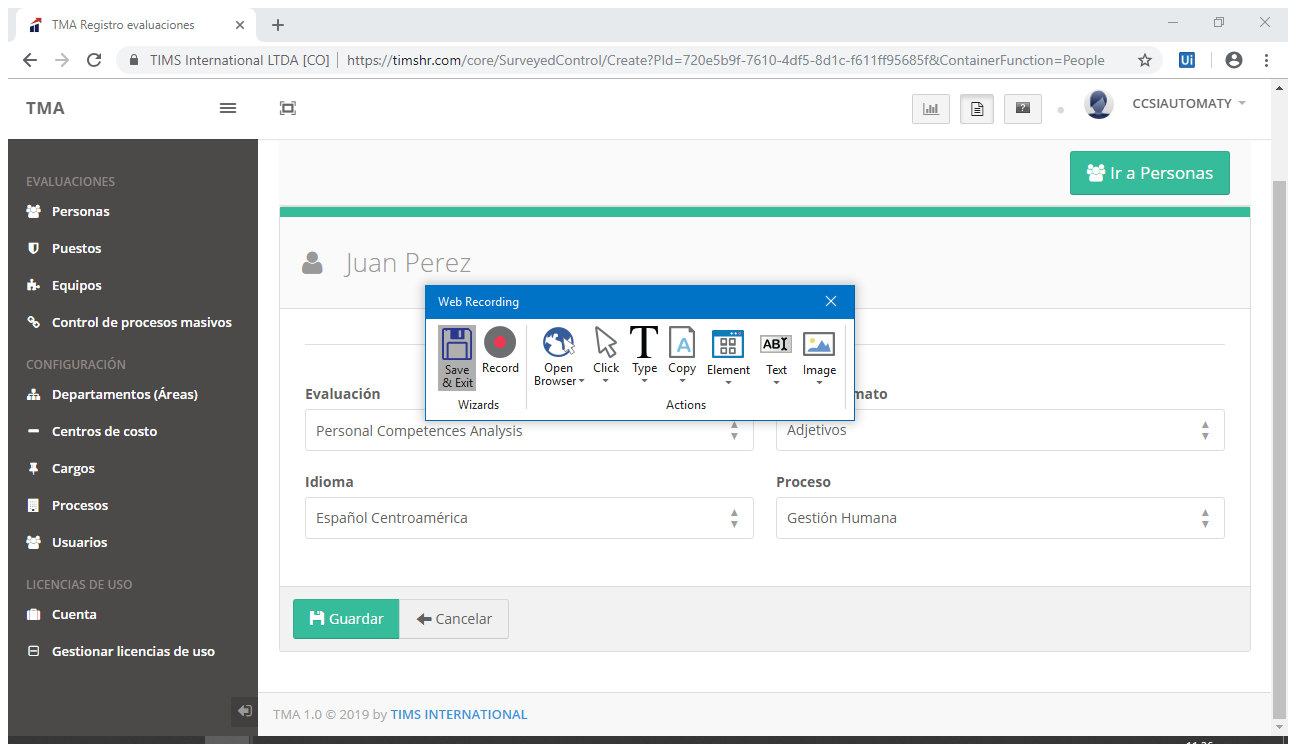 TMA Registro evaluaciones
TIMS International LTDA [CO] https://timshr.com/core/SurveyedControl/Create?PId=720e5b9f-7610-4df5-8d1c-f611ff95685f&ContainerFunction=People
Ui
TMA
CCSIAUTOMATY
Ir a Personas
EVALUACIONES
Personas
Puestos
Equipos
Control de procesos masivos
CONFIGURACIÓN
Departamentos (Áreas)
Centros de costo
Cargos
Procesos
Usuarios
LICENCIAS DE USO
Cuenta
Gestionar licencias de uso
Juan Perez
Web Recording
Save & Exit
Record
Open Browser
Click
Type
Copy
Element
Text
Image
Wizards
Actions
Evaluación
Personal Competences Analysis
Adjetivos
Idioma
Español Centroamérica
Proceso
Gestión Humana
Guardar
Cancelar
TMA 1.0 © 2019 by TIMS INTERNATIONAL